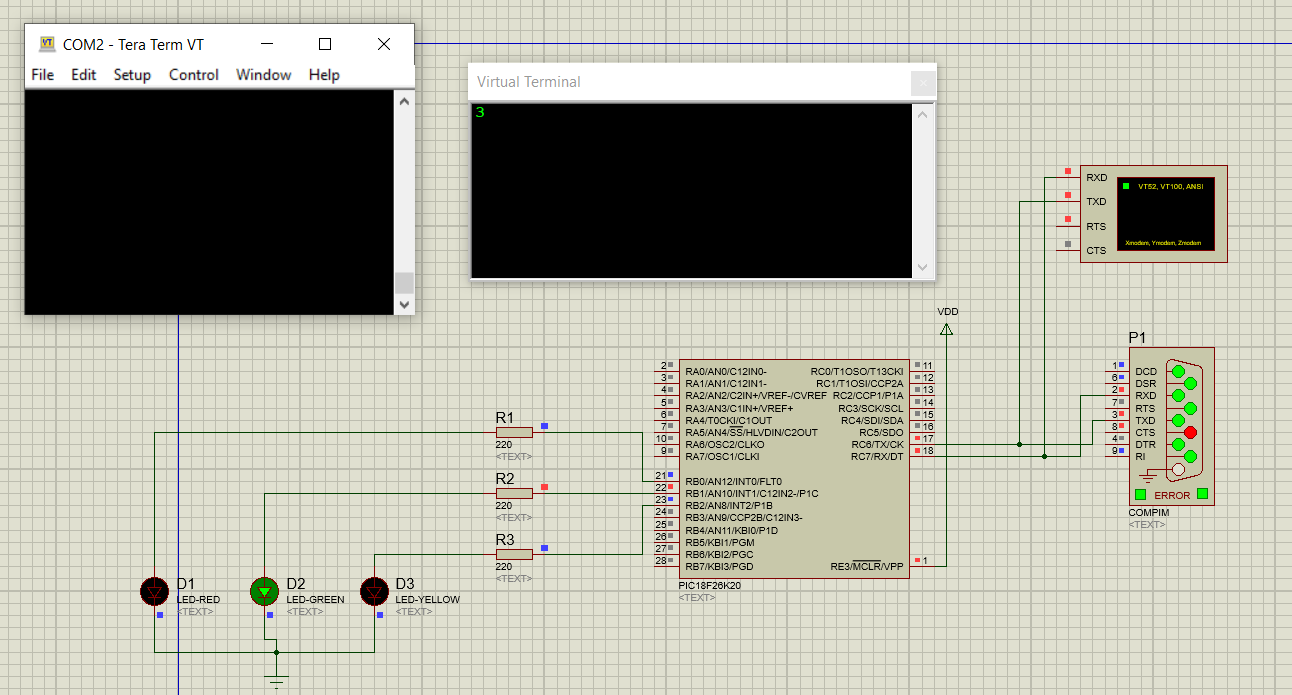 COM2 - Tera Term VT
File Edit Setup Control Window Help
Virtual Terminal
3
RXD
TXD
RTS
CTS
VT52, VT100, ANSI
Xmodem, Ymodem, Zmodem
VDD
P1
1 DCD
6 DSR
2 RXD
7 RTS
3 TXD
8 CTS
4 DTR
9 RI
ERROR
COMPIM
<TEXT>
2 RA0/AN0/C12IN0- RC0/T1OSO/T13CKI 11
3 RA1/AN1/C12IN1- RC1/T1OSI/CCP2A 12
4 RA2/AN2/C2IN+/VREF-/CVREF RC2/CCP1/P1A 13
5 RA3/AN3/C1IN+/VREF+ RC3/SCK/SCL 14
6 RA4/T0CKI/C1OUT RC4/SDI/SDA 15
7 RA5/AN4/SS/HLVDIN/C2OUT RC5/SDO 16
10 RA6/OSC2/CLKO RC6/TX/CK 17
9 RA7/OSC1/CLKI RC7/RX/DT 18
21 RB0/AN12/INT0/FLT0
22 RB1/AN10/INT1/C12IN2-/P1C
23 RB2/AN8/INT2/P1B
24 RB3/AN9/CCP2B/C12IN3-
25 RB4/AN11/KBI0/P1D
26 RB5/KBI1/PGM
27 RB6/KBI2/PGC
28 RB7/KBI3/PGD RE3/MCLR/VPP 1
PIC18F26K20
<TEXT>
R1
220
<TEXT>
R2
220
<TEXT>
R3
220
<TEXT>
D1
LED-RED
<TEXT>
D2
LED-GREEN
<TEXT>
D3
LED-YELLOW
<TEXT>